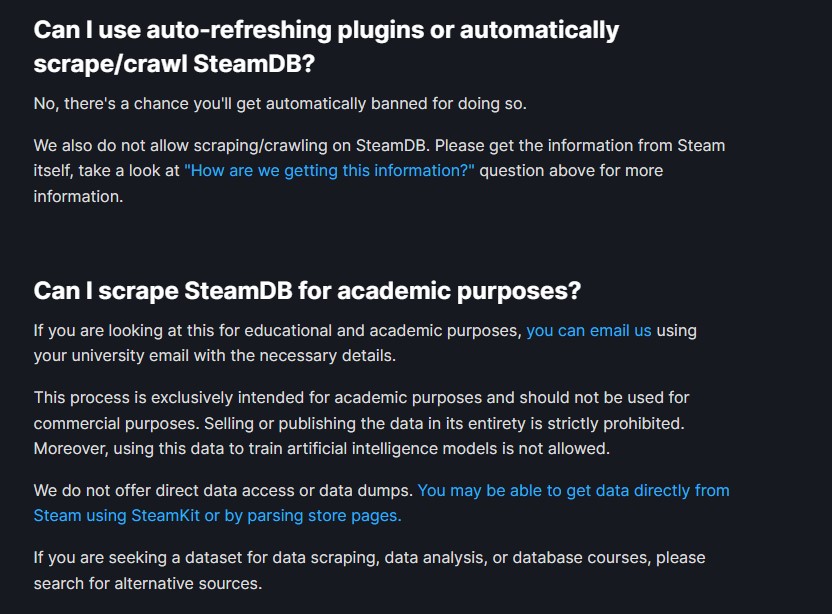 Can I use auto-refreshing plugins or automatically
scrape/crawl SteamDB?
No, there's a chance you'll get automatically banned for doing so.
We also do not allow scraping/crawling on SteamDB. Please get the information from Steam
itself, take a look at "How are we getting this information?" question above for more
information.
Can I scrape SteamDB for academic purposes?
If you are looking at this for educational and academic purposes, you can email us using
your university email with the necessary details.
This process is exclusively intended for academic purposes and should not be used for
commercial purposes. Selling or publishing the data in its entirety is strictly prohibited.
Moreover, using this data to train artificial intelligence models is not allowed.
We do not offer direct data access or data dumps. You may be able to get data directly from
Steam using SteamKit or by parsing store pages.
If you are seeking a dataset for data scraping, data analysis, or database courses, please
search for alternative sources.